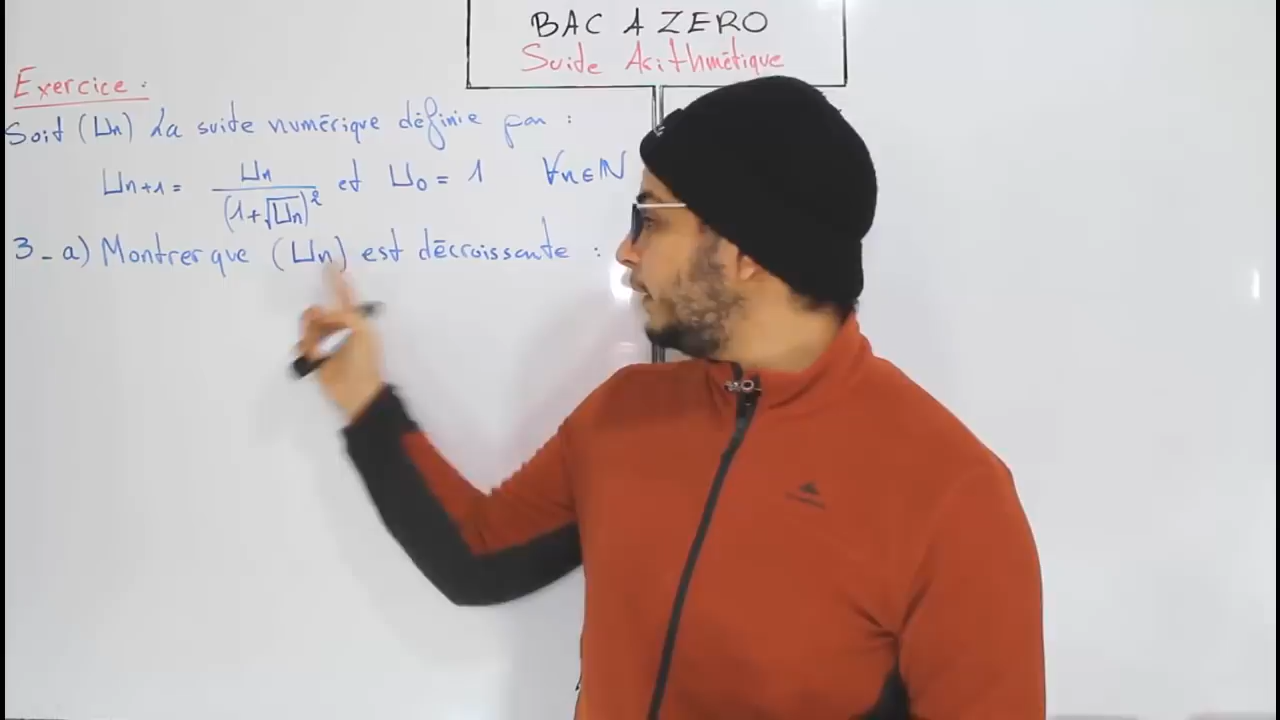 BAC A ZERO
Suite Arithmétique
Exercice :
Soit (Un) La suite numérique définie par :
Un+1 = Un / (1+√Un)² et U0 = 1 ∀n∈ℕ
3 - a) Montrer que (Un) est décroissante :